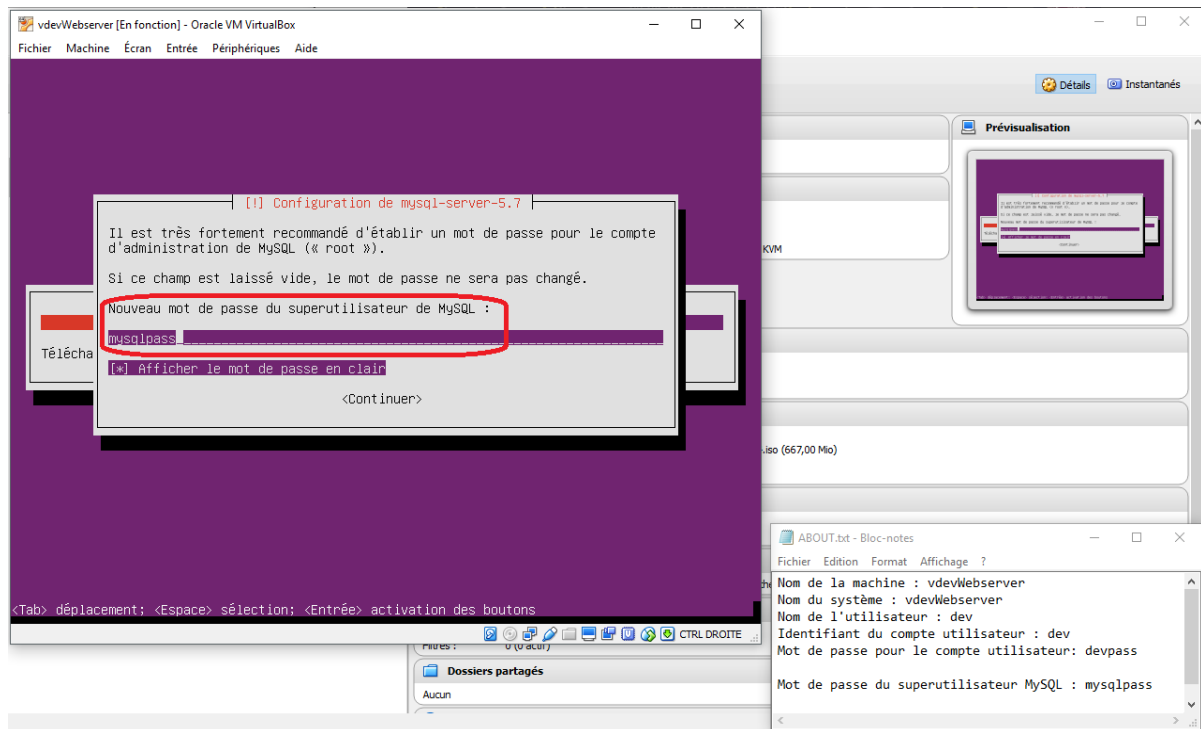 vdevWebserver [En fonction] - Oracle VM VirtualBox
Fichier Machine Écran Entrée Périphériques Aide
[!] Configuration de mysql-server-5.7
Il est très fortement recommandé d'établir un mot de passe pour le compte
d'administration de MySQL (« root »).
Si ce champ est laissé vide, le mot de passe ne sera pas changé.
Nouveau mot de passe du superutilisateur de MySQL :
mysqlpass
[*] Afficher le mot de passe en clair
<Continuer>
Télécha
<Tab> déplacement; <Espace> sélection; <Entrée> activation des boutons
CTRL DROITE
Détails Instantanés
Prévisualisation
KVM
.iso (667,00 Mio)
Filtres : 0 (0 actif)
Dossiers partagés
Aucun
ABOUT.txt - Bloc-notes
Fichier Edition Format Affichage ?
Nom de la machine : vdevWebserver
Nom du système : vdevWebserver
Nom de l'utilisateur : dev
Identifiant du compte utilisateur : dev
Mot de passe pour le compte utilisateur: devpass
Mot de passe du superutilisateur MySQL : mysqlpass